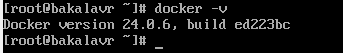 [root@bakalavr /]# docker -v
Docker version 24.0.6, build ed223bc
[root@bakalavr /]# _